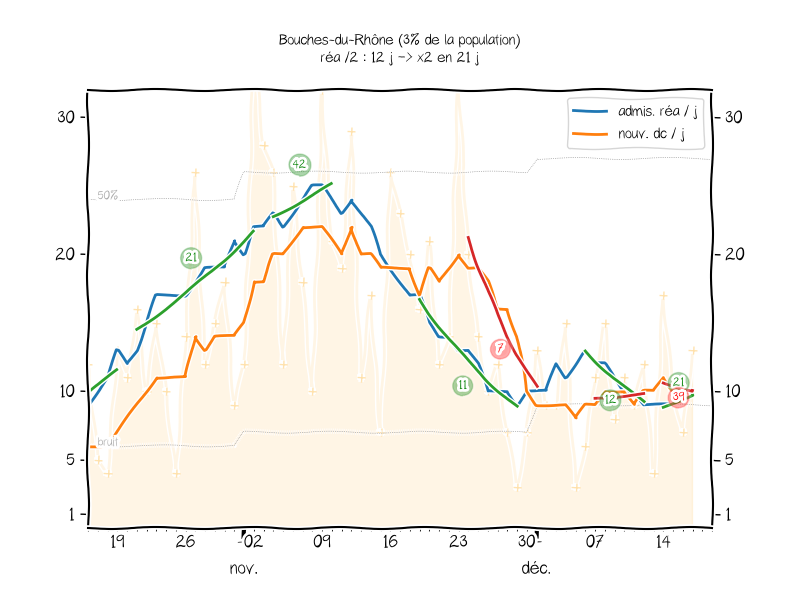 Bouches-du-Rhône (3% de la population)
réa /2 : 12 j -> x2 en 21 j
admis. réa / j
nouv. dc / j
30
30
50%
42
21
20
20
7
11
12
21
39
10
10
bruit
5
5
1
1
19 26 02 09 16 23 30 07 14
nov. déc.